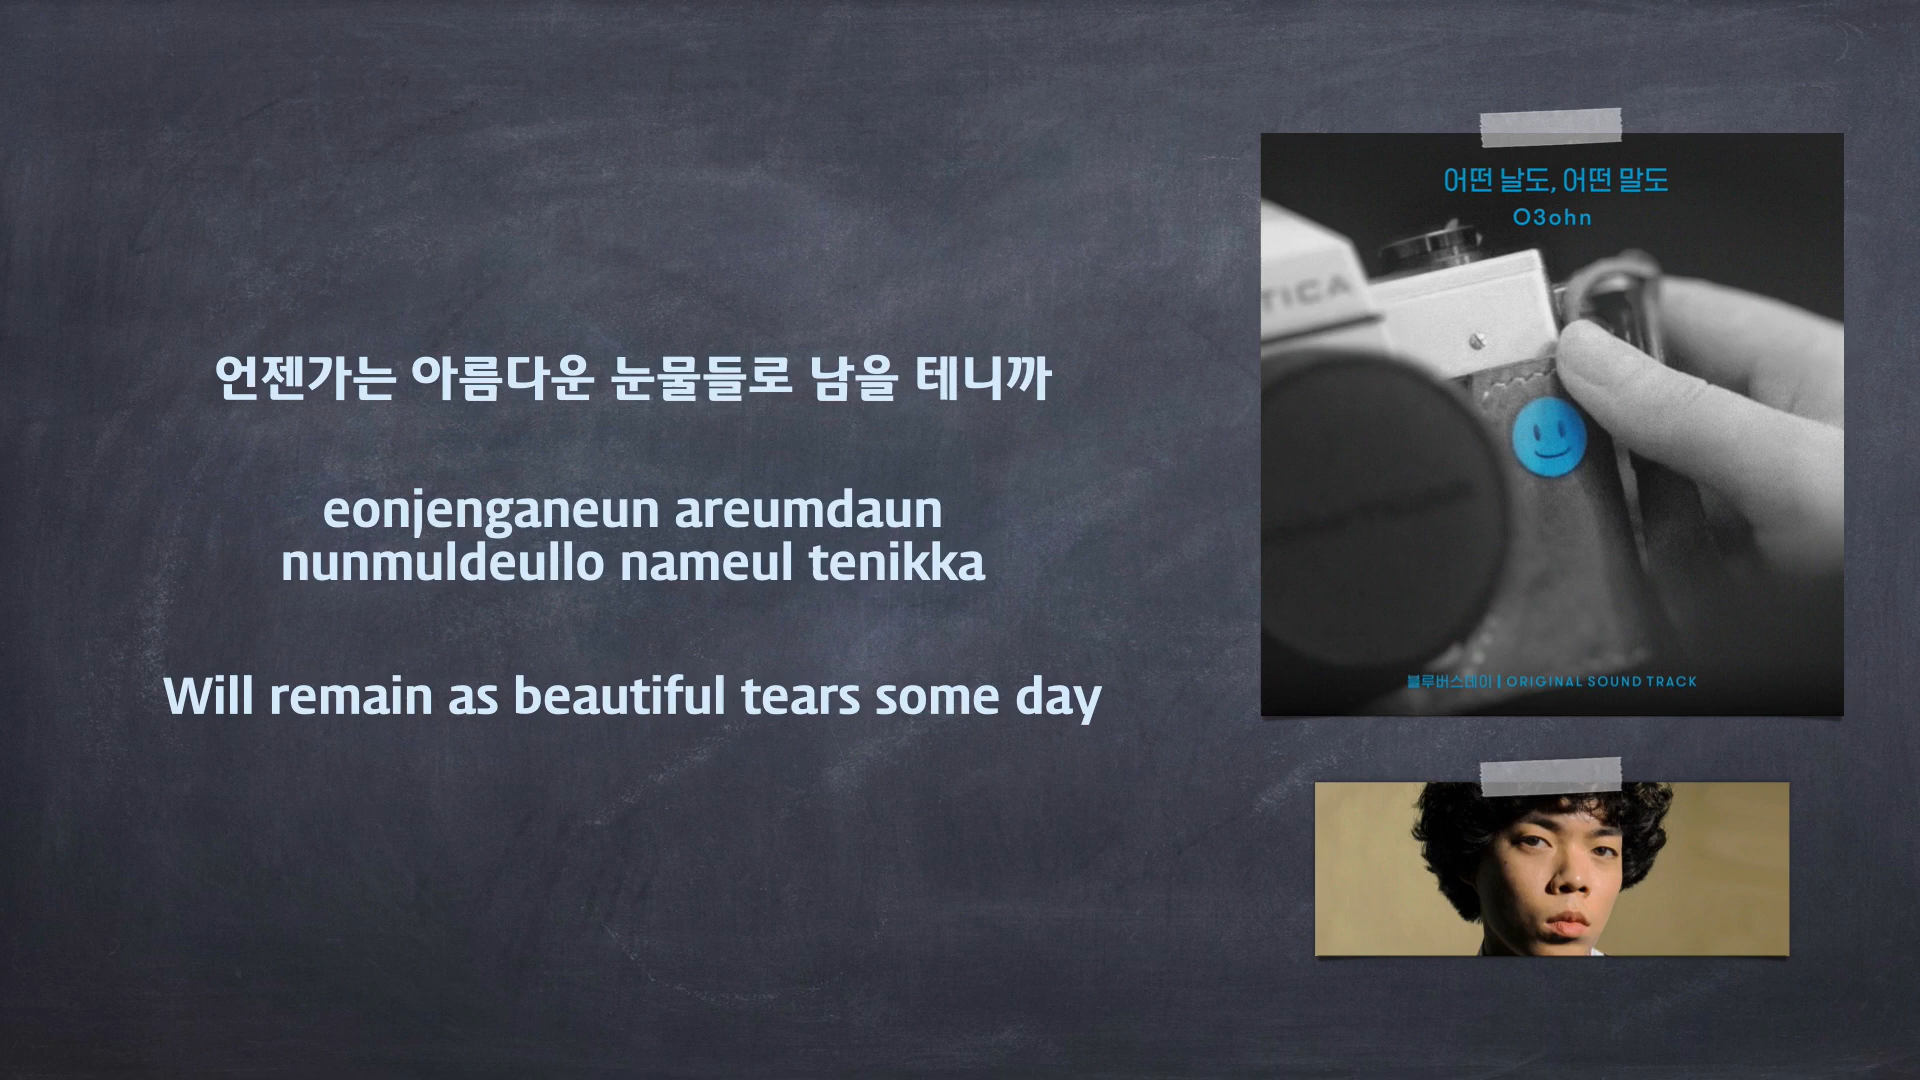 언젠가는 아름다운 눈물들로 남을 테니까
eonjenganeun areumdaun
nunmuldeullo nameul tenikka
Will remain as beautiful tears some day
어떤 날도, 어떤 말도
O3ohn
TICA
블루버스데이 | ORIGINAL SOUND TRACK